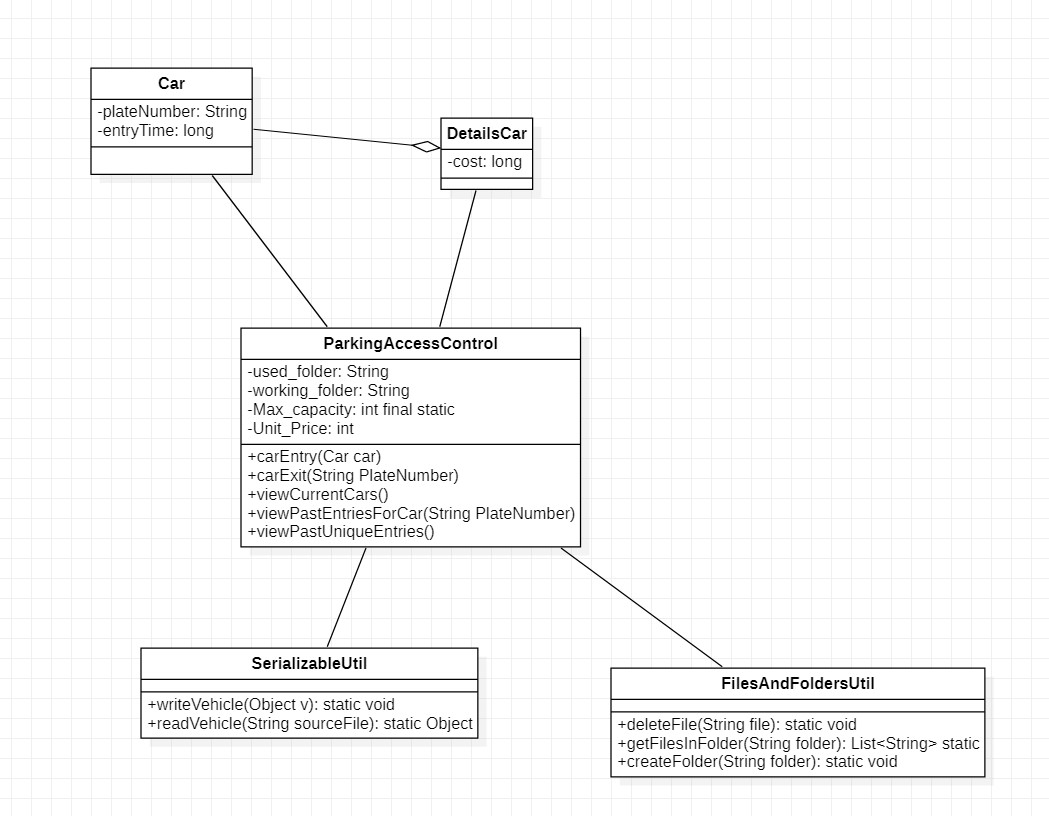 Car
-plateNumber: String
-entryTime: long
DetailsCar
-cost: long
ParkingAccessControl
-used_folder: String
-working_folder: String
-Max_capacity: int final static
-Unit_Price: int
+carEntry(Car car)
+carExit(String PlateNumber)
+viewCurrentCars()
+viewPastEntriesForCar(String PlateNumber)
+viewPastUniqueEntries()
SerializableUtil
+writeVehicle(Object v): static void
+readVehicle(String sourceFile): static Object
FilesAndFoldersUtil
+deleteFile(String file): static void
+getFilesInFolder(String folder): List<String> static
+createFolder(String folder): static void